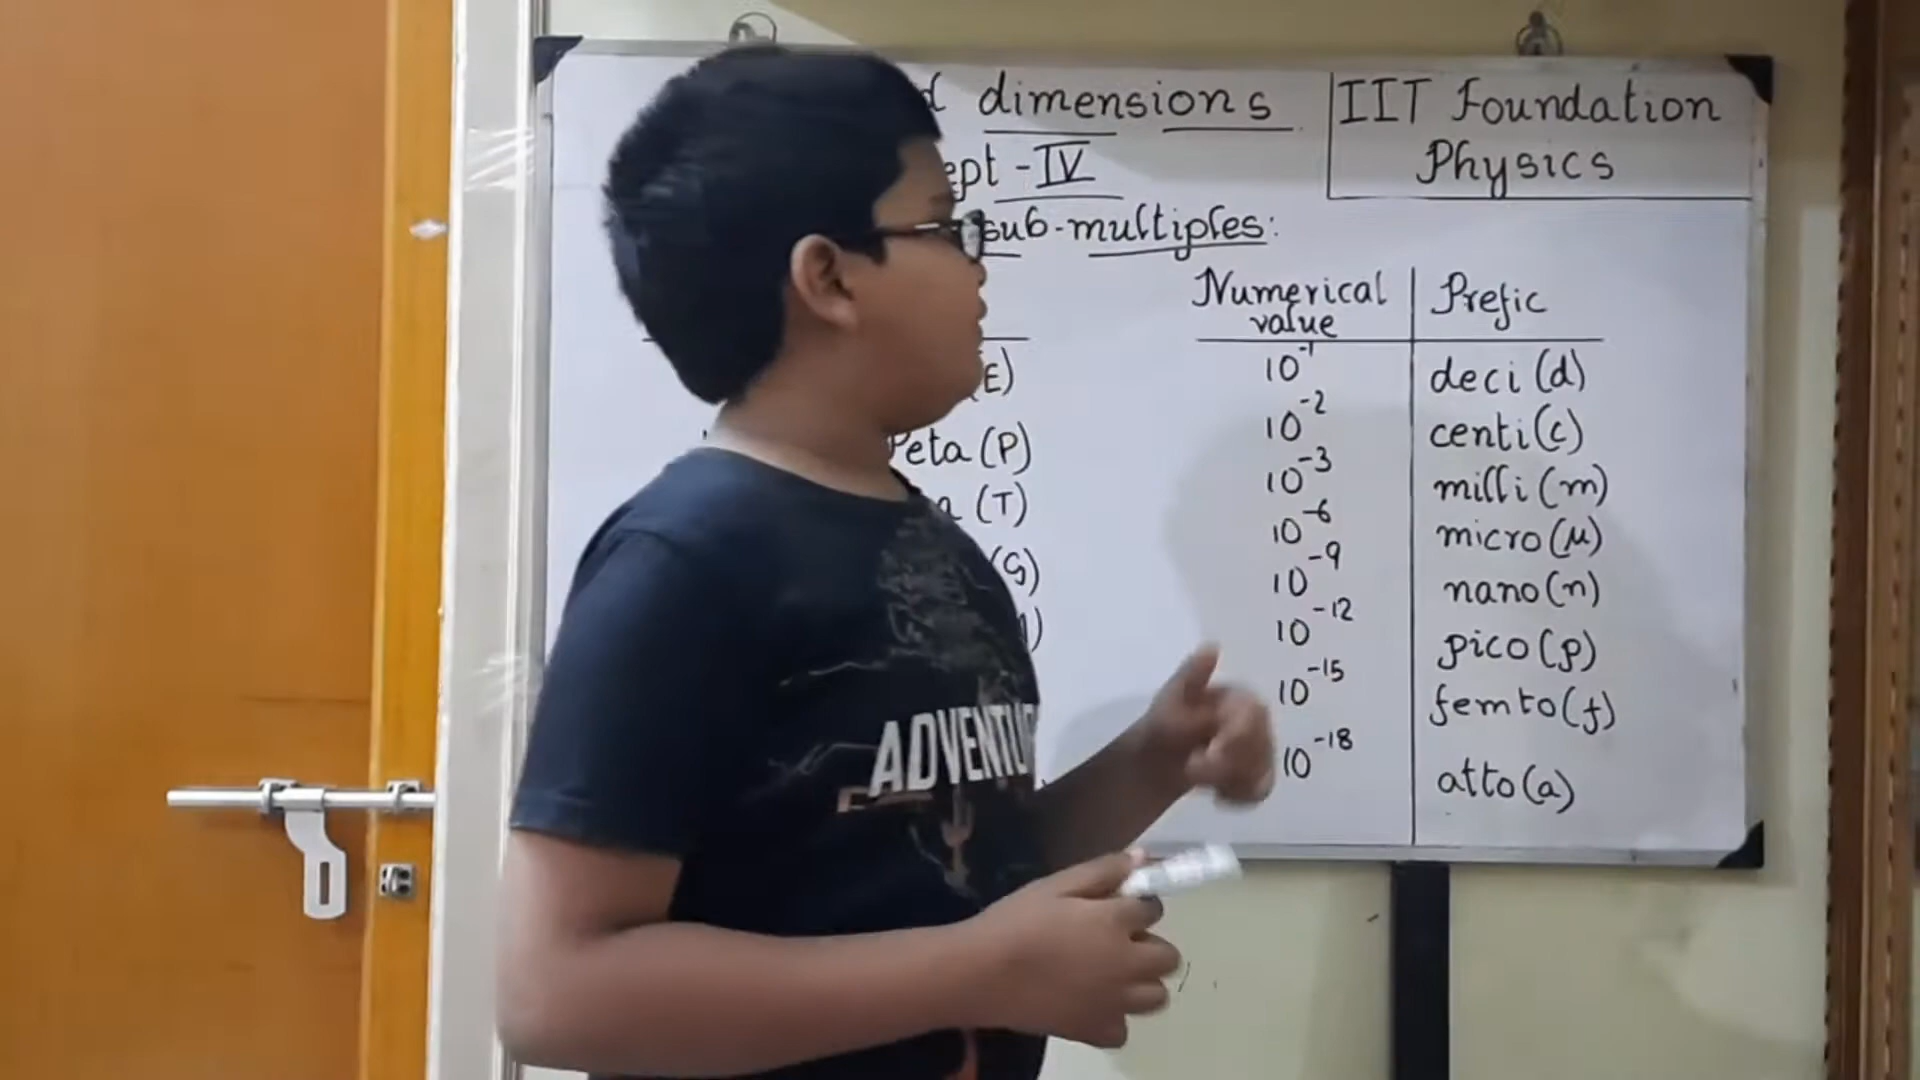 dimensions
IIT Foundation
Physics
-IV
sub-multiples:
Numerical value | Prefic
10^-1 | deci (d)
10^-2 | centi (c)
10^-3 | milli (m)
10^-6 | micro (μ)
10^-9 | nano (n)
10^-12 | pico (p)
10^-15 | femto (f)
10^-18 | atto (a)
(E)
Peta (P)
(T)
(G)
ADVENTU